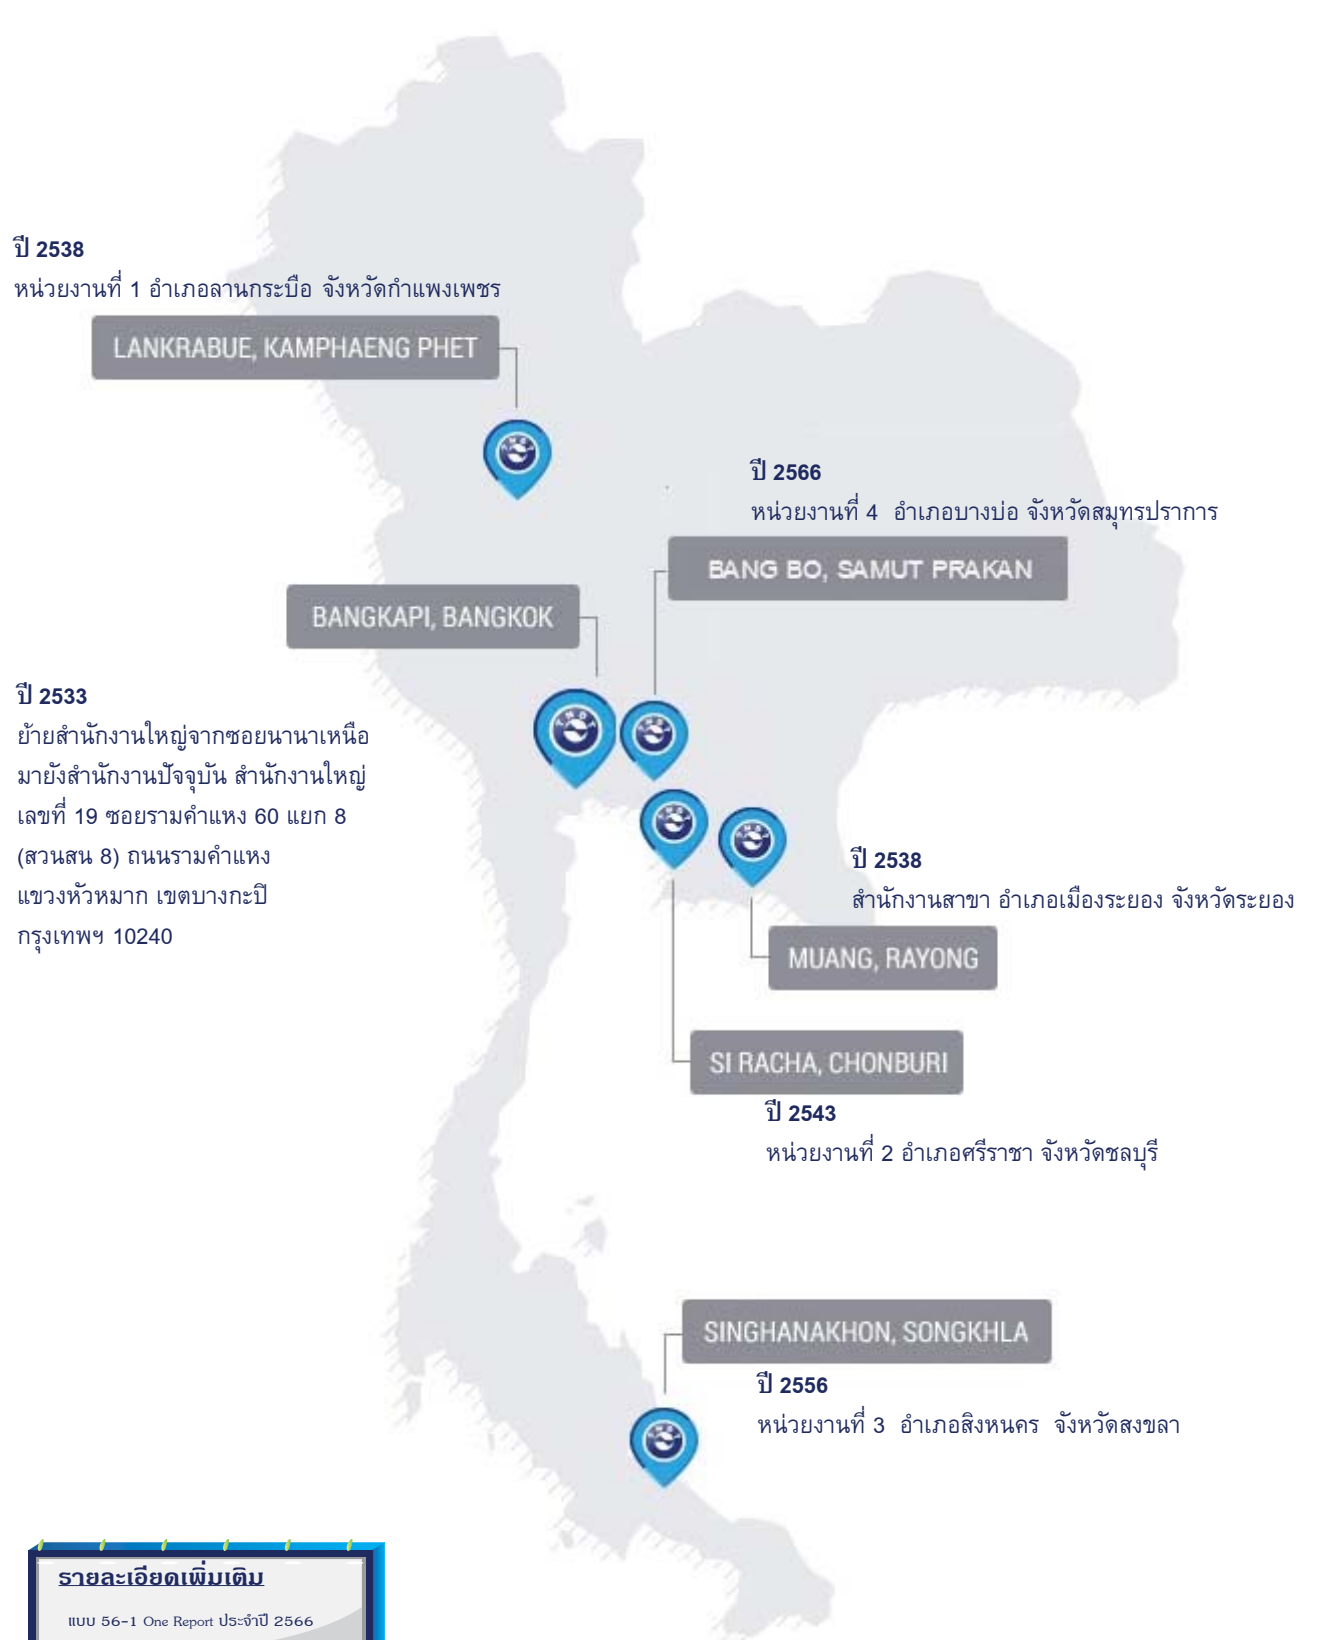 ปี 2538
หน่วยงานที่ 1 อำเภอลานกระบือ จังหวัดกำแพงเพชร
LANKRABUE, KAMPHAENG PHET
ปี 2566
หน่วยงานที่ 4 อำเภอบางบ่อ จังหวัดสมุทรปราการ
BANG BO, SAMUT PRAKAN
BANGKAPI, BANGKOK
ปี 2533
ย้ายสำนักงานใหญ่จากซอยนานาเหนือ
มายังสำนักงานปัจจุบัน สำนักงานใหญ่
เลขที่ 19 ซอยรามคำแหง 60 แยก 8
(สวนสน 8) ถนนรามคำแหง
แขวงหัวหมาก เขตบางกะปิ
กรุงเทพฯ 10240
ปี 2538
สำนักงานสาขา อำเภอเมืองระยอง จังหวัดระยอง
MUANG, RAYONG
SI RACHA, CHONBURI
ปี 2543
หน่วยงานที่ 2 อำเภอศรีราชา จังหวัดชลบุรี
SINGHANAKHON, SONGKHLA
ปี 2556
หน่วยงานที่ 3 อำเภอสิงหนคร จังหวัดสงขลา
รายละเอียดเพิ่มเติม
แบบ 56-1 One Report ประจำปี 2566